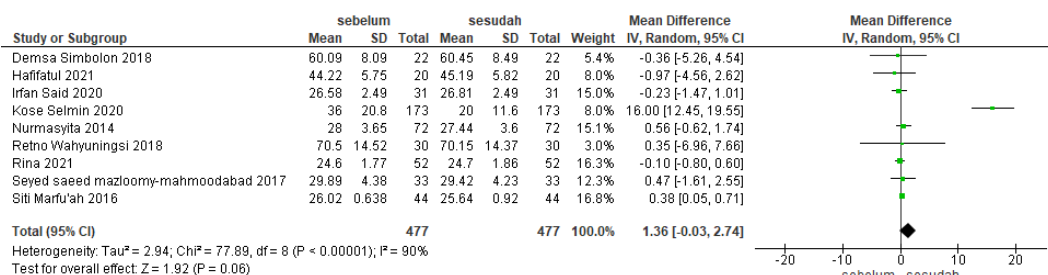 sebelum sesudah Mean Difference Mean Difference
Study or Subgroup Mean SD Total Mean SD Total Weight IV, Random, 95% CI IV, Random, 95% CI
Demsa Simbolon 2018 60.09 8.09 22 60.45 8.49 22 5.4% -0.36 [-5.26, 4.54]
Hafifatul 2021 44.22 5.75 20 45.19 5.82 20 8.0% -0.97 [-4.56, 2.62]
Irfan Said 2020 26.58 2.49 31 26.81 2.49 31 15.0% -0.23 [-1.47, 1.01]
Kose Selmin 2020 36 20.8 173 20 11.6 173 8.0% 16.00 [12.45, 19.55]
Nurmasyita 2014 28 3.65 72 27.44 3.6 72 15.1% 0.56 [-0.62, 1.74]
Retno Wahyuningsi 2018 70.5 14.52 30 70.15 14.37 30 3.0% 0.35 [-6.96, 7.66]
Rina 2021 24.6 1.77 52 24.7 1.86 52 16.3% -0.10 [-0.80, 0.60]
Seyed saeed mazloomy-mahmoodabad 2017 29.89 4.38 33 29.42 4.23 33 12.3% 0.47 [-1.61, 2.55]
Siti Marfu'ah 2016 26.02 0.638 44 25.64 0.92 44 16.8% 0.38 [0.05, 0.71]
Total (95% CI) 477 477 100.0% 1.36 [-0.03, 2.74]
Heterogeneity: Tau² = 2.94; Chi² = 77.89, df = 8 (P < 0.00001); I² = 90%
Test for overall effect: Z = 1.92 (P = 0.06)
-20 -10 0 10 20
sebelum sesudah